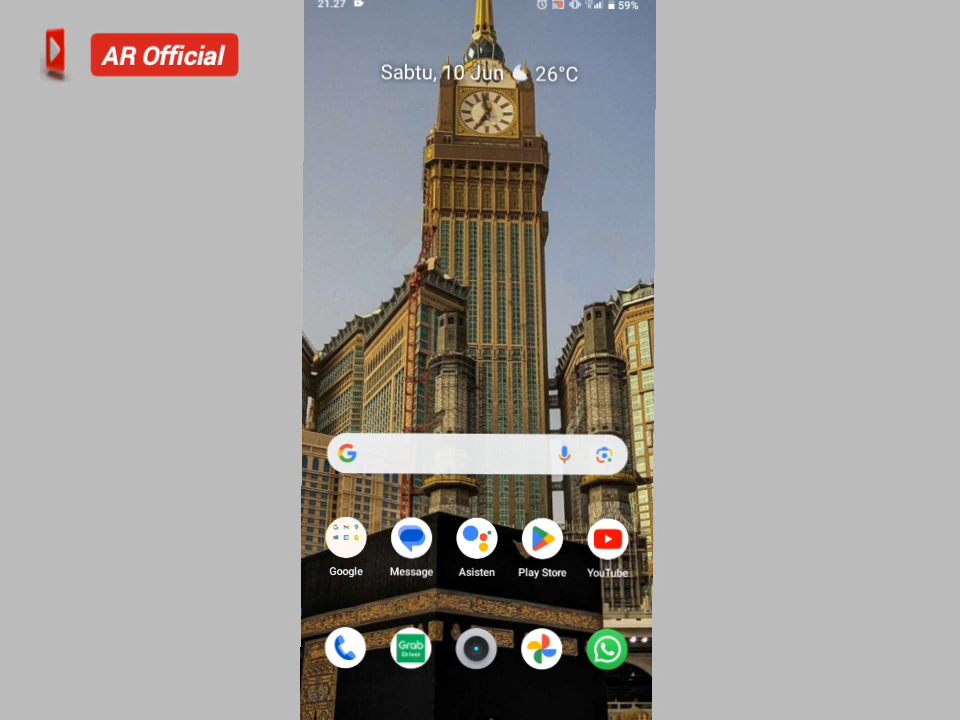 21.27
59%
AR Official
Sabtu, 10 Jun 26°C
Google
Message
Asisten
Play Store
YouTube
Grab
Driver